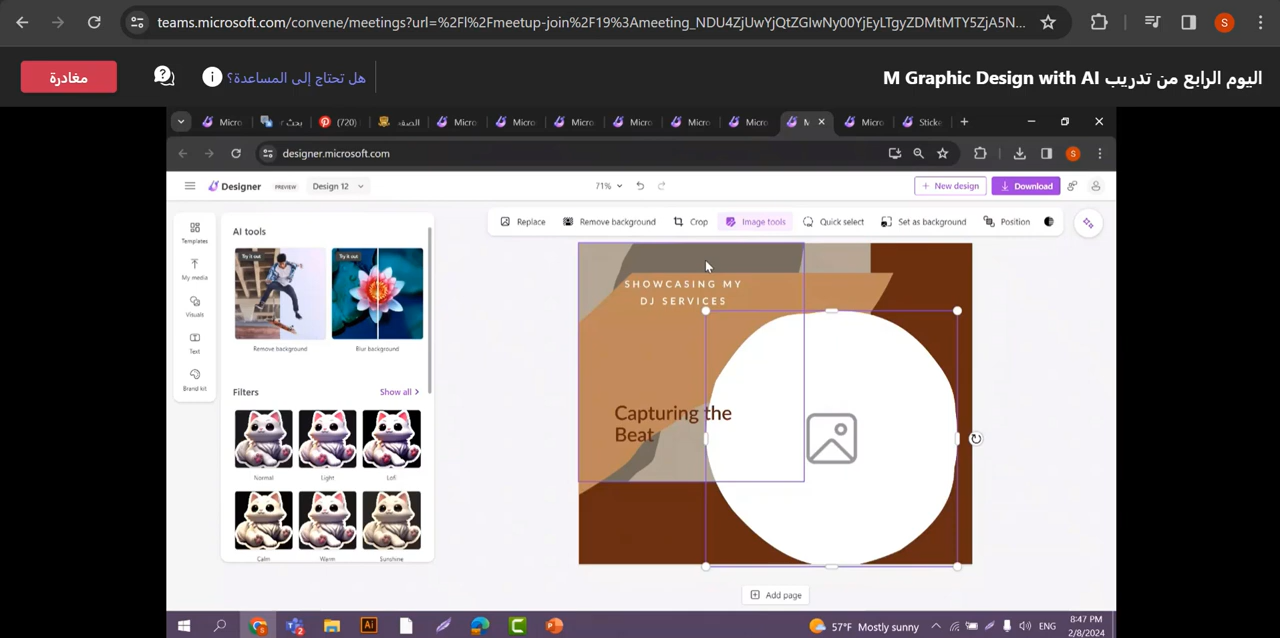 teams.microsoft.com/convene/meetings?url=%2Fl%2Fmeetup-join%2F19%3Ameeting_NDU4ZjUwYjQtZGIwNy00YjEyLTgyZDMtMTY5ZjA5N...
S
مغادرة
هل تحتاج إلى المساعدة؟
اليوم الرابع من تدريب M Graphic Design with AI
Micro
بحث
(720)
الصف
Micro
Micro
Micro
Micro
Micro
Micro
M
Micro
Sticke
designer.microsoft.com
S
Designer
PREVIEW
Design 12
71%
New design
Download
Templates
My media
Visuals
Text
Brand kit
AI tools
Try it out
Try it out
Remove background
Blur background
Filters
Show all
Normal
Light
Lofi
Calm
Warm
Sunshine
Replace
Remove background
Crop
Image tools
Quick select
Set as background
Position
SHOWCASING MY
DJ SERVICES
Capturing the
Beat
Add page
57°F Mostly sunny
ENG
8:47 PM
2/8/2024